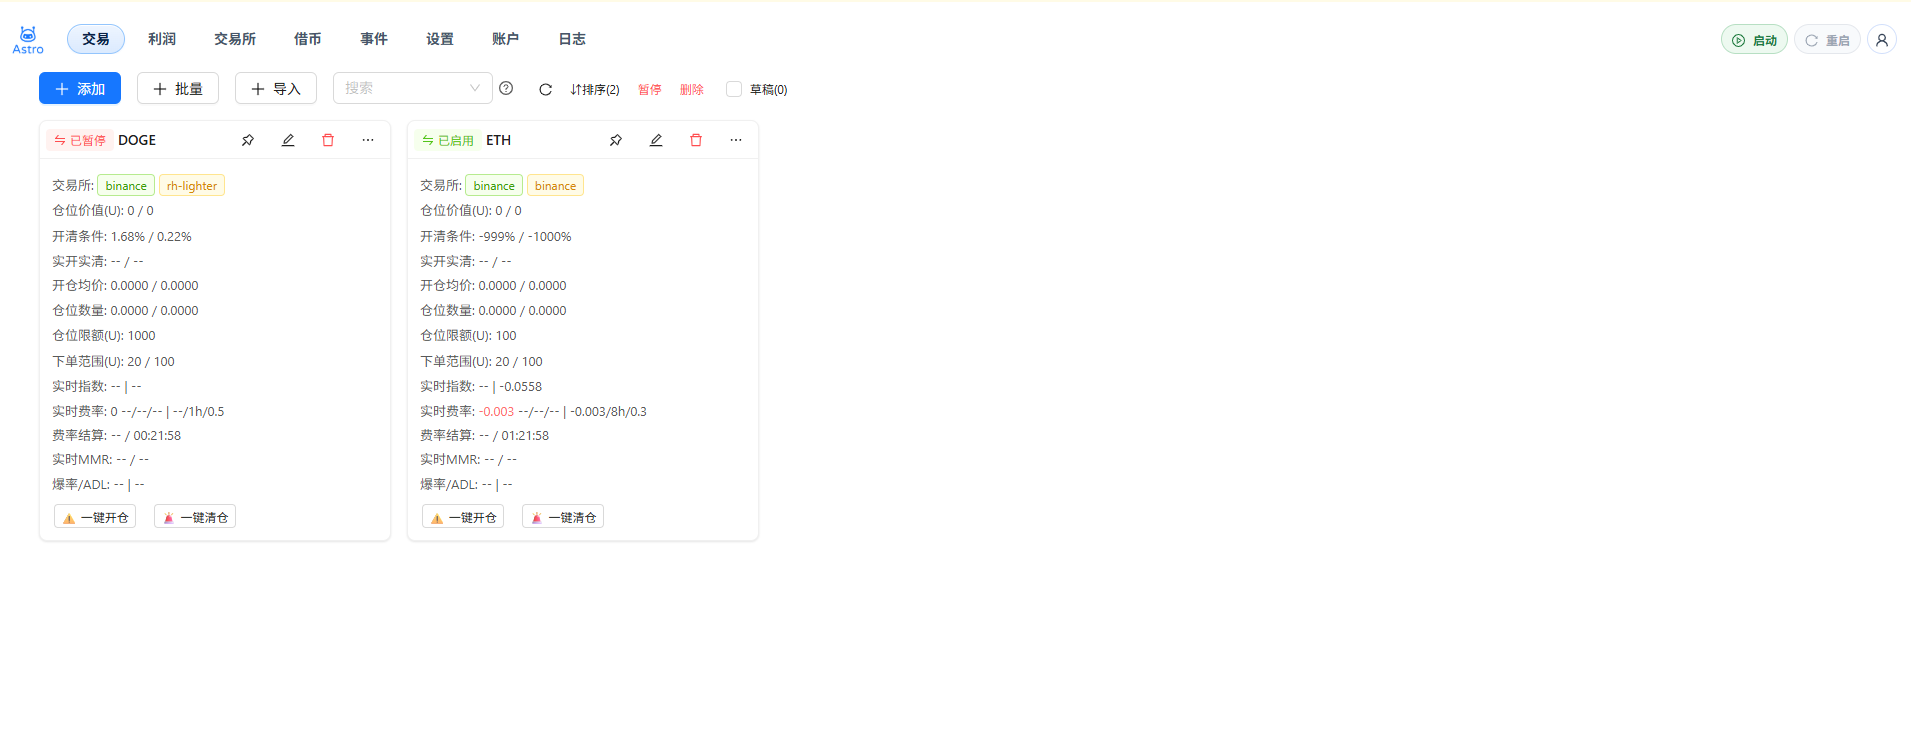 Astro
交易 利润 交易所 借币 事件 设置 账户 日志 启动 重启
添加 批量 导入 搜索 排序(2) 暂停 删除 草稿(0)
已暂停 DOGE
交易所: binance rh-lighter
仓位价值(U): 0 / 0
开清条件: 1.68% / 0.22%
实开实清: -- / --
开仓均价: 0.0000 / 0.0000
仓位数量: 0.0000 / 0.0000
仓位限额(U): 1000
下单范围(U): 20 / 100
实时指数: -- | --
实时费率: 0 --/--/-- | --/1h/0.5
费率结算: -- / 00:21:58
实时MMR: -- / --
爆率/ADL: -- | --
一键开仓 一键清仓
已启用 ETH
交易所: binance binance
仓位价值(U): 0 / 0
开清条件: -999% / -1000%
实开实清: -- / --
开仓均价: 0.0000 / 0.0000
仓位数量: 0.0000 / 0.0000
仓位限额(U): 100
下单范围(U): 20 / 100
实时指数: -- | -0.0558
实时费率: -0.003 --/--/-- | -0.003/8h/0.3
费率结算: -- / 01:21:58
实时MMR: -- / --
爆率/ADL: -- | --
一键开仓 一键清仓